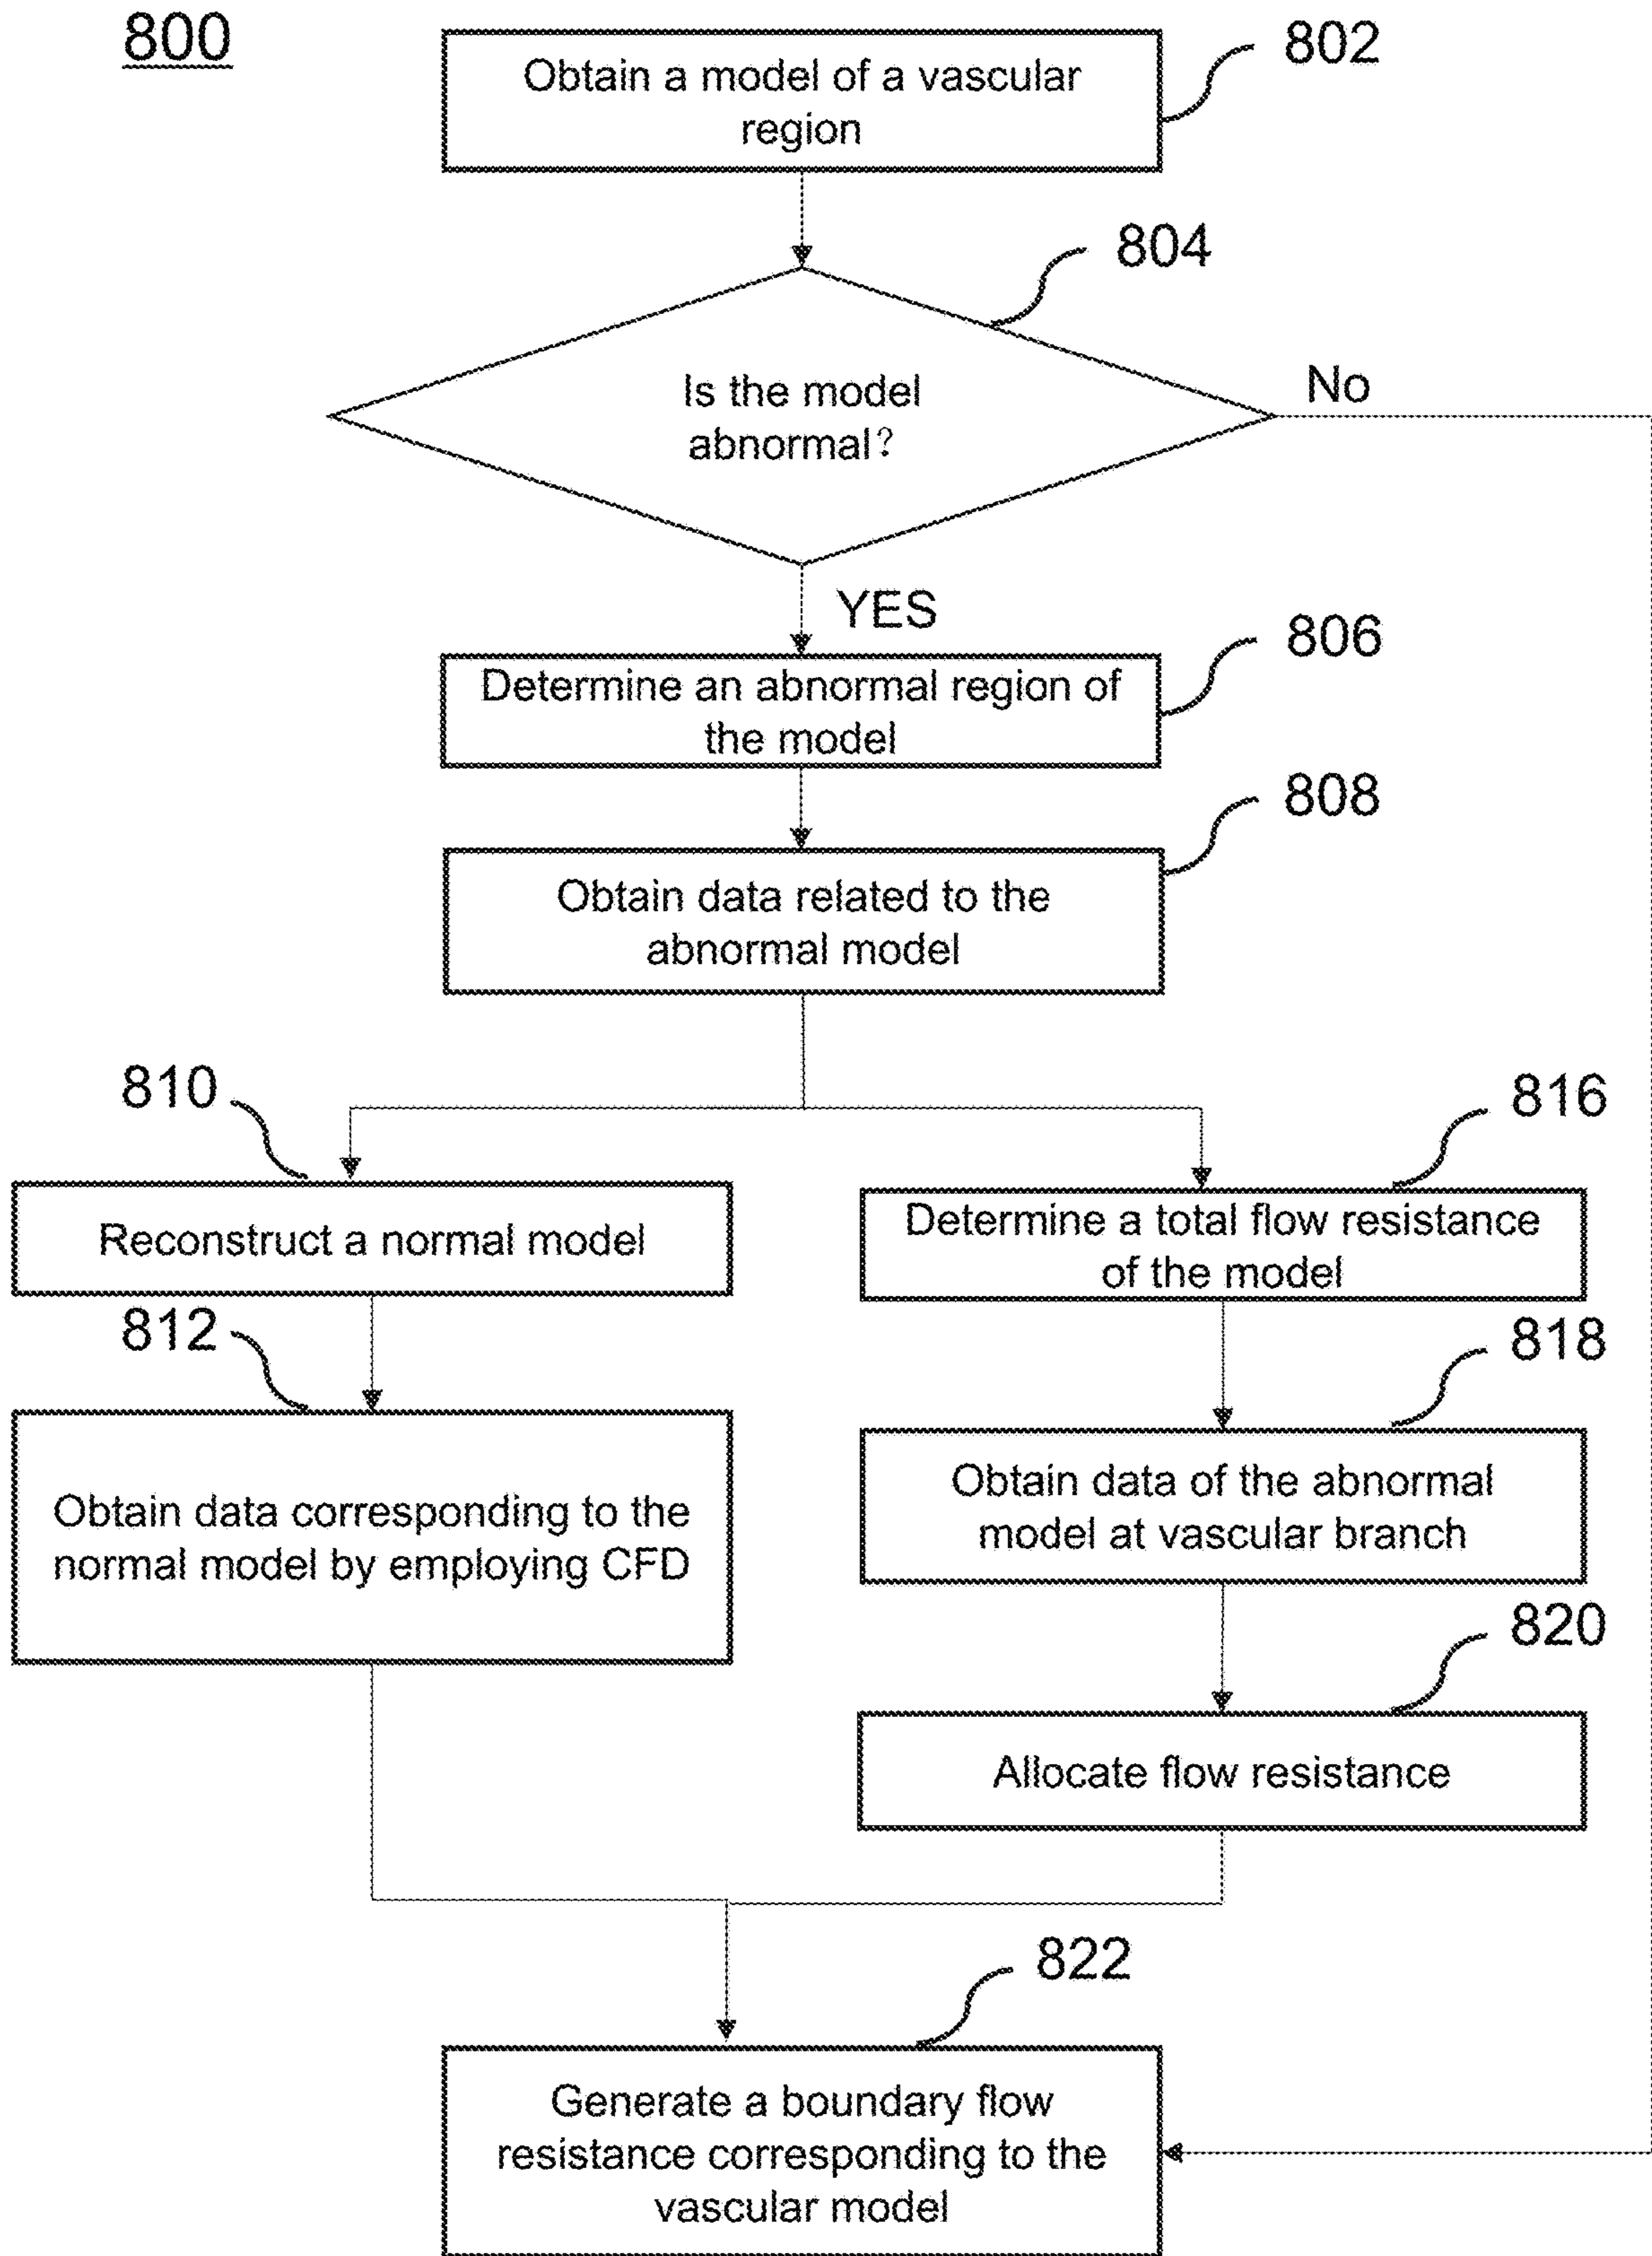 800
Obtain a model of a vascular
region
802
804
Is the model
abnormal?
No
YES
Determine an abnormal region of
the model
806
Obtain data related to the
abnormal model
808
810
Reconstruct a normal model
816
Determine a total flow resistance
of the model
812
Obtain data corresponding to the
normal model by employing CFD
818
Obtain data of the abnormal
model at vascular branch
820
Allocate flow resistance
822
Generate a boundary flow
resistance corresponding to the
vascular model